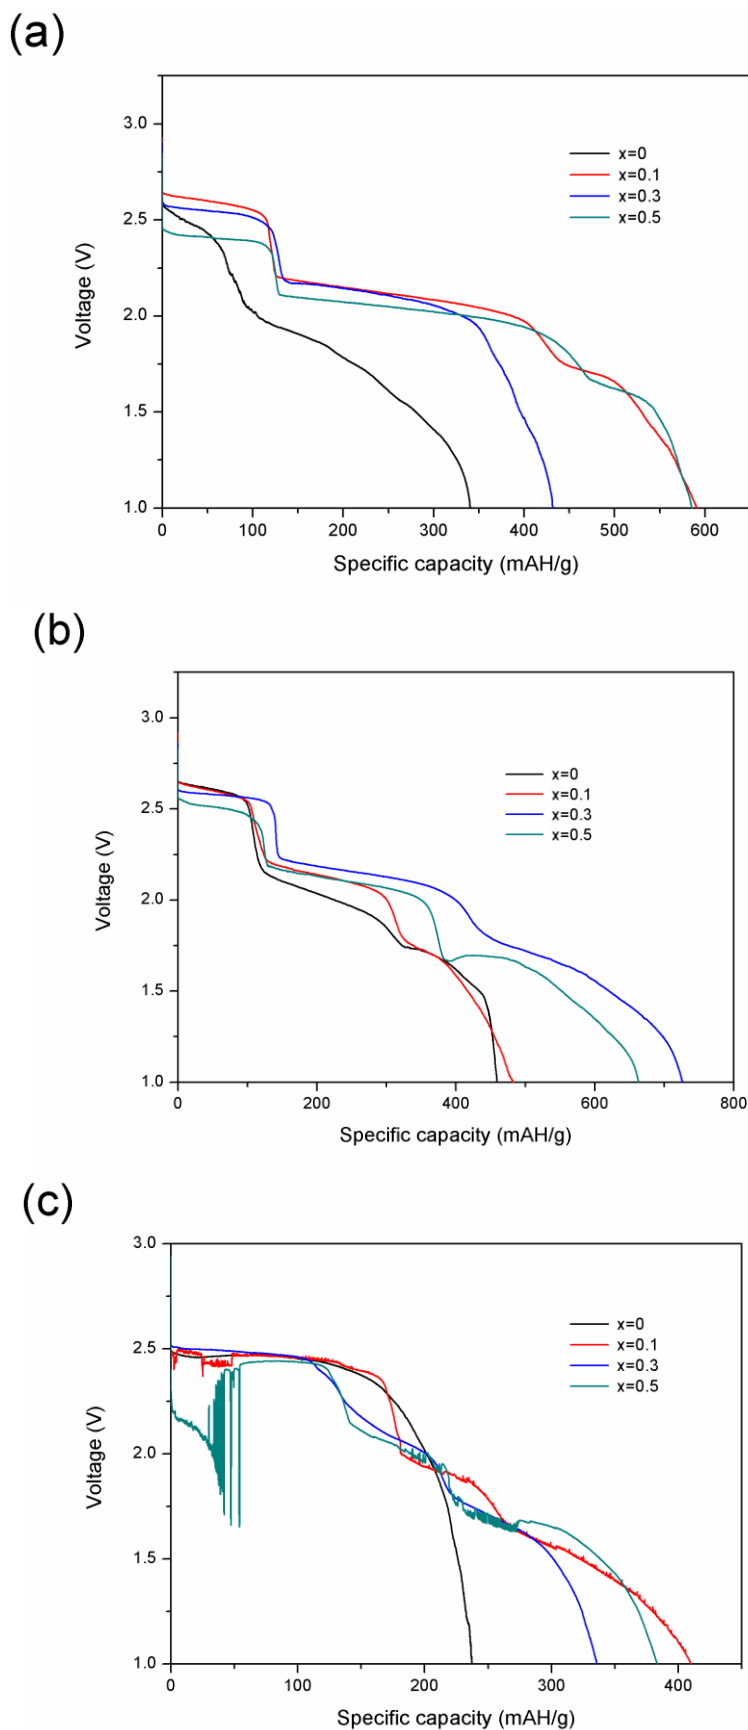 (a)
3.0
2.5
2.0
1.5
1.0
Voltage (V)
x=0
x=0.1
x=0.3
x=0.5
0 100 200 300 400 500 600
Specific capacity (mAH/g)
(b)
3.0
2.5
2.0
1.5
1.0
Voltage (V)
x=0
x=0.1
x=0.3
x=0.5
0 200 400 600 800
Specific capacity (mAH/g)
(c)
3.0
2.5
2.0
1.5
1.0
Voltage (V)
x=0
x=0.1
x=0.3
x=0.5
0 100 200 300 400
Specific capacity (mAH/g)